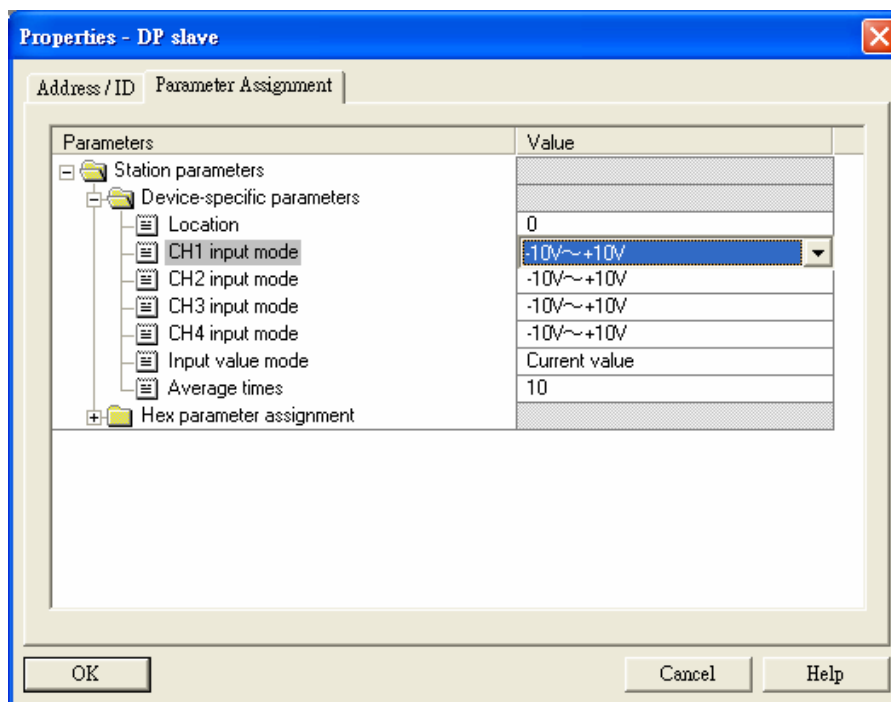 Properties - DP slave
Address / ID Parameter Assignment
Parameters Value
Station parameters
Device-specific parameters
Location 0
CH1 input mode -10V～+10V
CH2 input mode -10V～+10V
CH3 input mode -10V～+10V
CH4 input mode -10V～+10V
Input value mode Current value
Average times 10
Hex parameter assignment
OK Cancel Help